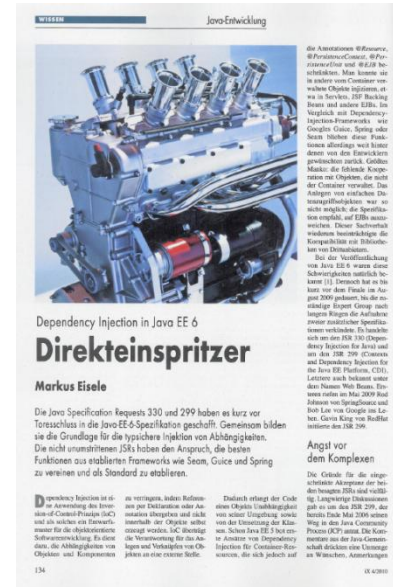 WISSEN
Java-Entwicklung
Dependency Injection in Java EE 6
Direkteinspritzer
Markus Eisele
Die Java Specification Requests 330 und 299 haben es kurz vor
Toresschluss in die Java-EE-6-Spezifikation geschafft. Gemeinsam bilden
sie die Grundlage für die typsichere Injektion von Abhängigkeiten.
Die nicht unumstrittenen JSRs haben den Anspruch, die besten
Funktionen aus etablierten Frameworks wie Seam, Guice und Spring
zu vereinen und als Standard zu etablieren.
Dependency Injection ist ei-
ne Anwendung des Inver-
sion-of-Control-Prinzips (IoC)
und als solches ein Entwurfs-
muster für die objektorientierte
Softwareentwicklung. Es dient
dazu, die Abhängigkeiten von
Objekten und Komponenten
zu verringern, indem Referen-
zen per Deklaration oder An-
notation übergeben und nicht
innerhalb der Objekte selbst
erzeugt werden. IoC überträgt
die Verantwortung für das An-
legen und Verknüpfen von Ob-
jekten an eine externe Stelle.
Dadurch erlangt der Code
eines Objekts Unabhängigkeit
von seiner Umgebung sowie
von der Umsetzung der Klas-
sen. Schon Java EE 5 bot ers-
te Ansätze von Dependency
Injection für Container-Res-
sourcen, die sich jedoch auf
die Annotationen @Resource,
@PersistenceContext, @Per-
sistenceUnit und @EJB be-
schränkten. Man konnte sie
in andere vom Container ver-
waltete Objekte injizieren, et-
wa in Servlets, JSF Backing
Beans und andere EJBs. Im
Vergleich mit Dependency-
Injection-Frameworks wie
Googles Guice, Spring oder
Seam blieben diese Funk-
tionen allerdings weit hinter
denen von den Entwicklern
gewünschten zurück. Größtes
Manko: die fehlende Koope-
ration mit Objekten, die nicht
der Container verwaltet. Das
Anlegen von einfachen Da-
tenzugriffsobjekten war so
nicht möglich; die Spezifika-
tion empfahl, auf EJBs auszu-
weichen. Dieser Sachverhalt
wiederum beeinträchtigte die
Kompatibilität mit Bibliothe-
ken von Drittanbietern.
Bei der Veröffentlichung
von Java EE 6 waren diese
Schwierigkeiten natürlich be-
kannt [1]. Dennoch hat es bis
kurz vor dem Finale im Au-
gust 2009 gedauert, bis die zu-
ständige Expert Group nach
langem Ringen die Aufnahme
zweier zusätzlicher Spezifika-
tionen verkündete. Es handelte
sich um den JSR 330 (Depen-
dency Injection for Java) und
um den JSR 299 (Contexts
and Dependency Injection for
the Java EE Platform, CDI).
Letztere auch bekannt unter
dem Namen Web Beans. Ers-
teren riefen im Mai 2009 Rod
Johnson von SpringSource und
Bob Lee von Google ins Le-
ben. Gavin King von RedHat
initiierte den JSR 299.
Angst vor
dem Komplexen
Die Gründe für die einge-
schränkte Akzeptanz der bei-
den besagten JSRs sind vielfäl-
tig. Langwierige Diskussionen
gab es um den JSR 299, der
bereits Ende Mai 2006 seinen
Weg in den Java Community
Process (JCP) antrat. Die Kom-
mentare aus der Java-Gemein-
schaft drückten eine Unmenge
an Wünschen, Anmerkungen
134
iX 4/2010